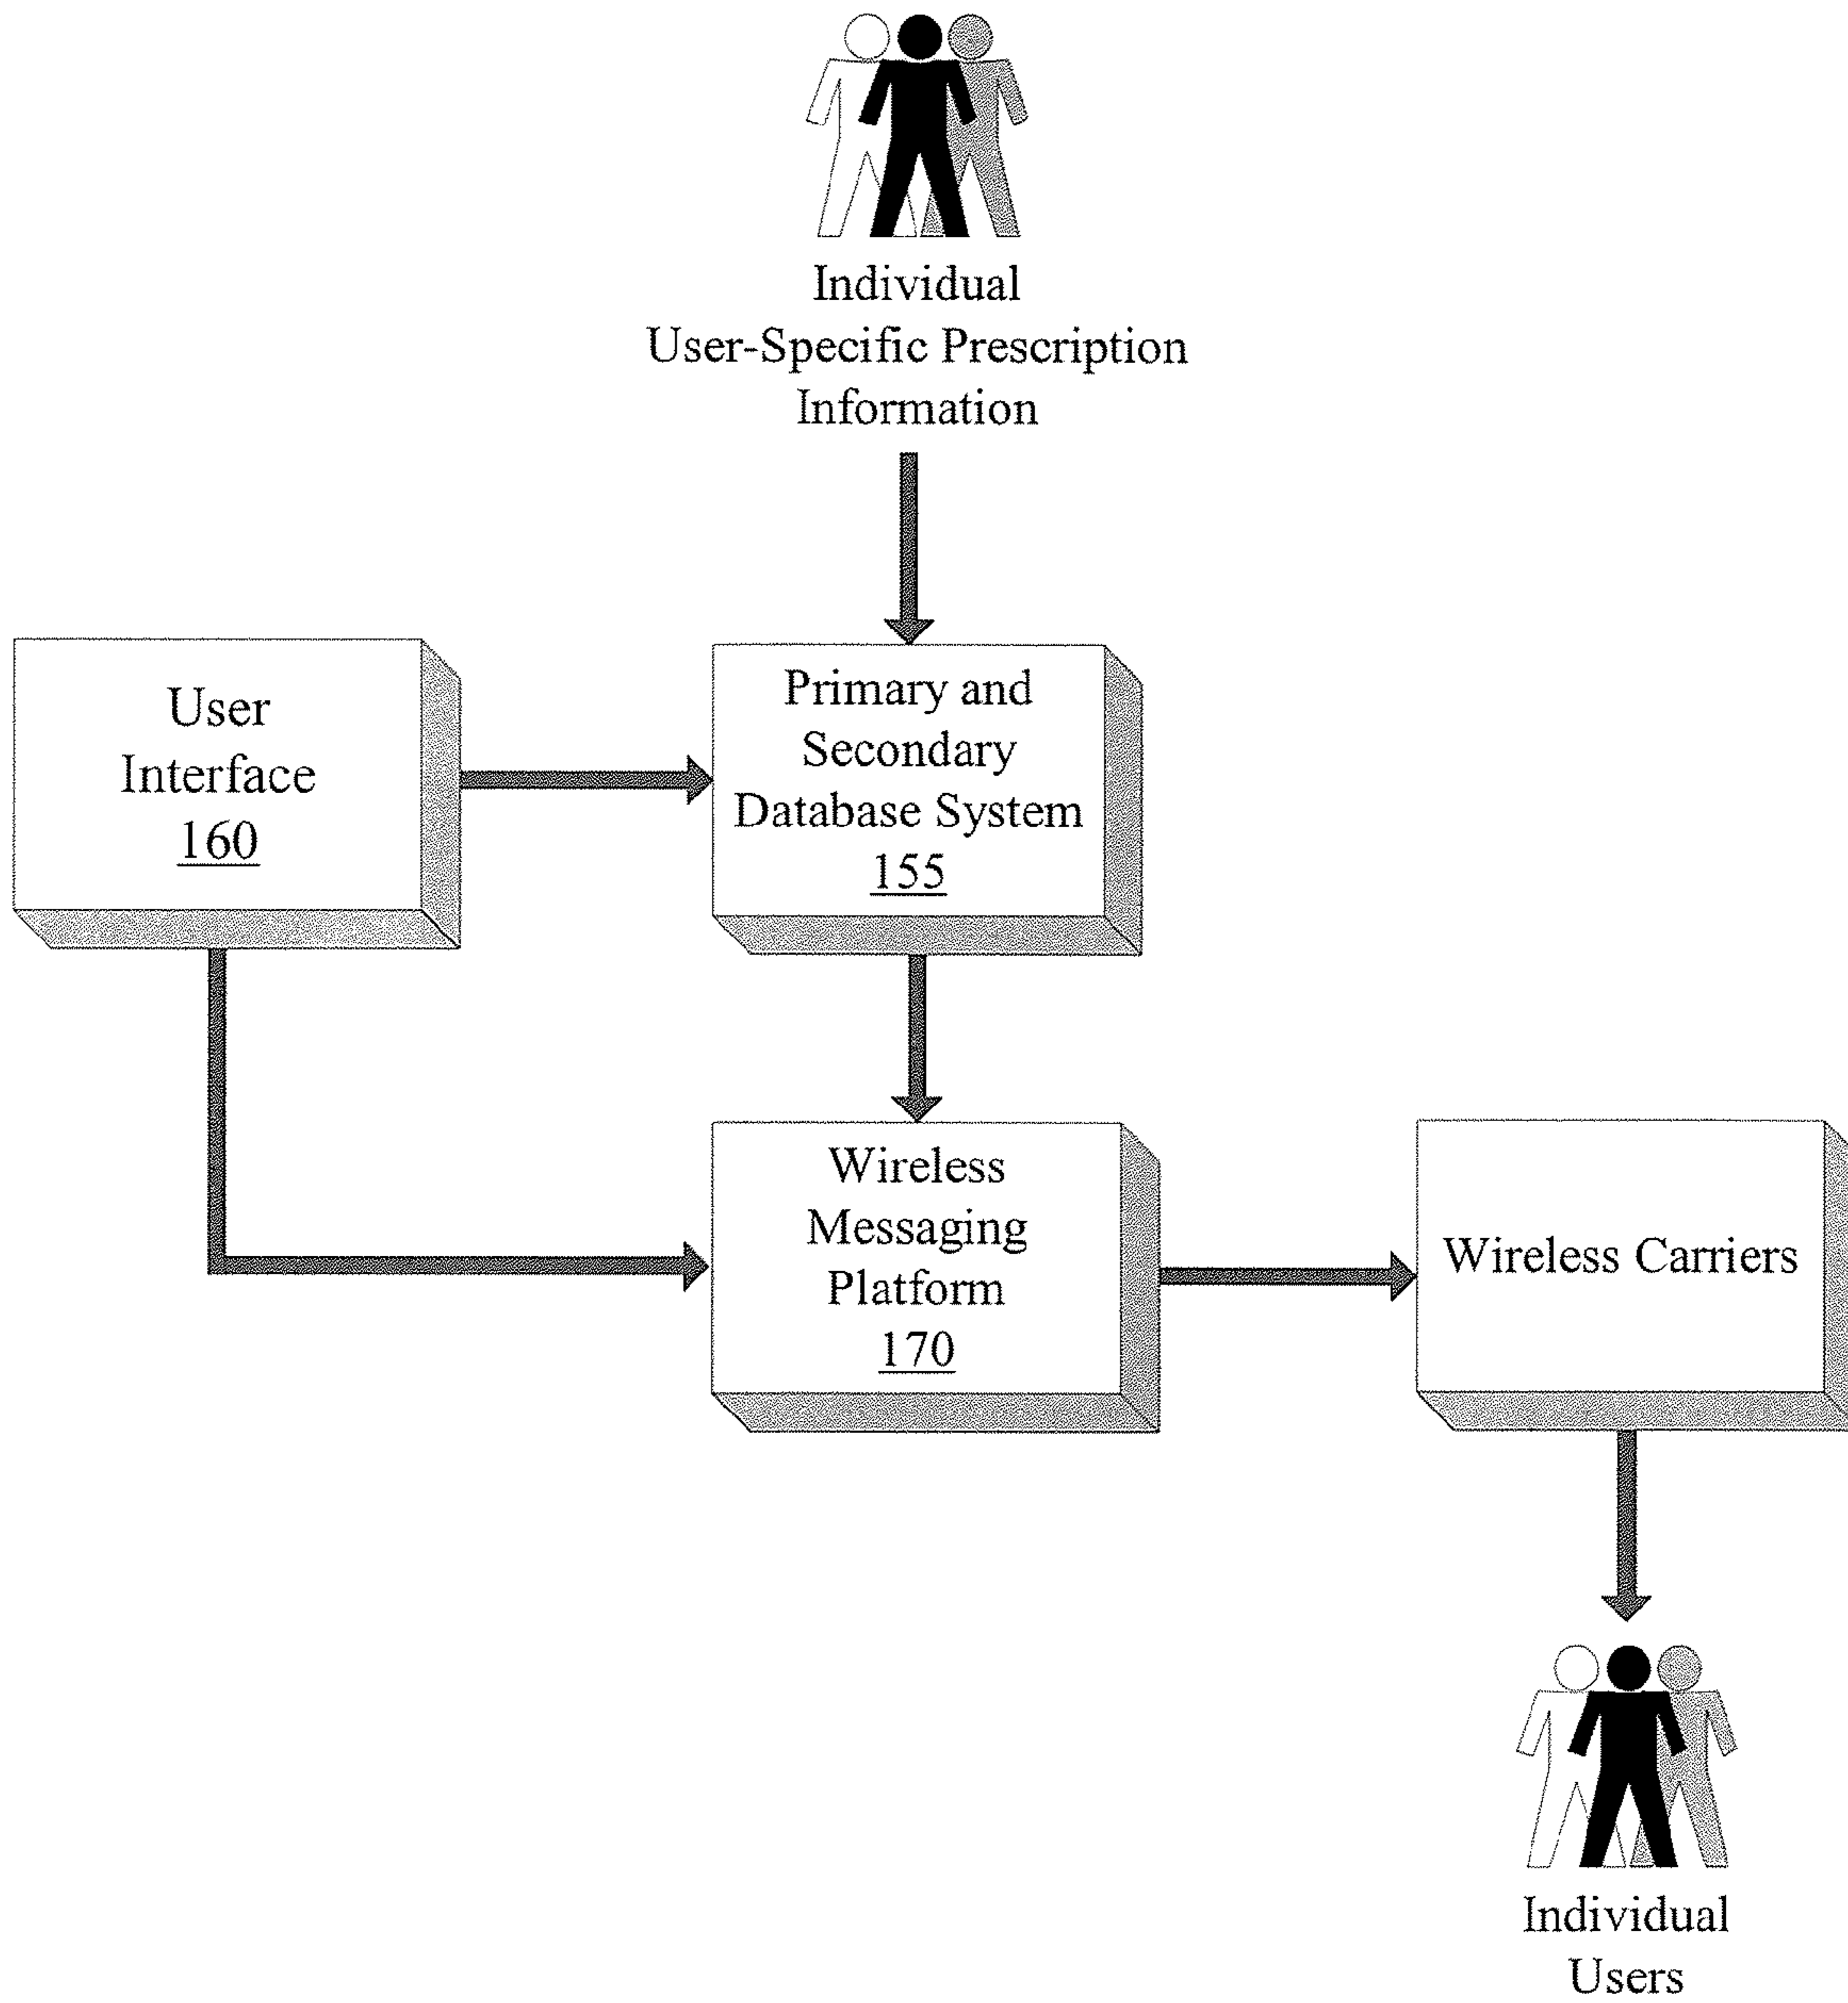 Individual
User-Specific Prescription
Information
User
Interface
160
Primary and
Secondary
Database System
155
Wireless
Messaging
Platform
170
Wireless Carriers
Individual
Users